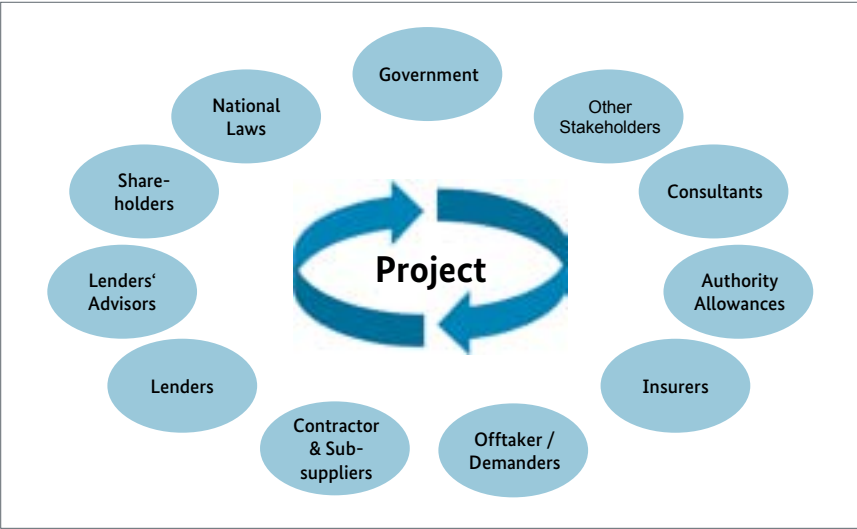 Government
National
Laws
Other
Stakeholders
Share-
holders
Consultants
Project
Lenders‘
Advisors
Authority
Allowances
Lenders
Insurers
Contractor
& Sub-
suppliers
Offtaker /
Demanders